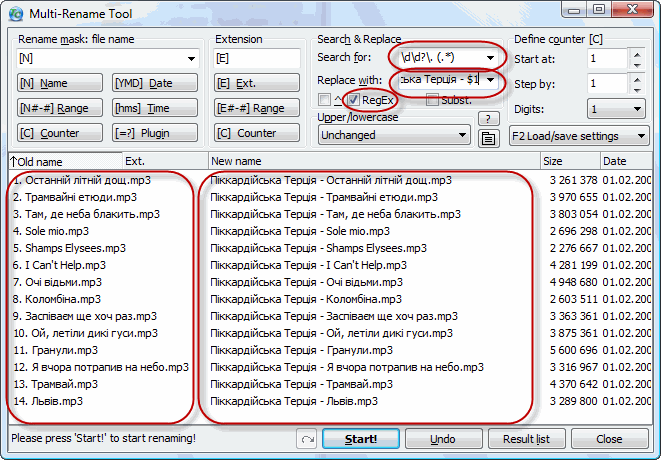 Multi-Rename Tool
Rename mask: file name
Extension
Search & Replace
Define counter [C]
[N]
[E]
Search for:
\d\d?\. (.*)
Start at:
1
[N] Name
[YMD] Date
[E] Ext.
Replace with:
ська Терція - $1
Step by:
1
[N#-#] Range
[hms] Time
[E#-#] Range
^
RegEx
Subst.
Digits:
1
[C] Counter
[=?] Plugin
[C] Counter
Upper/lowercase
?
Unchanged
F2 Load/save settings
↑Old name Ext. New name Size Date
1. Останній літній дощ.mp3 Піккардійська Терція - Останній літній дощ.mp3 3 261 378 01.02.200
2. Трамвайні етюди.mp3 Піккардійська Терція - Трамвайні етюди.mp3 3 970 655 01.02.200
3. Там, де неба блакить.mp3 Піккардійська Терція - Там, де неба блакить.mp3 3 803 054 01.02.200
4. Sole mio.mp3 Піккардійська Терція - Sole mio.mp3 2 696 298 01.02.200
5. Shamps Elysees.mp3 Піккардійська Терція - Shamps Elysees.mp3 2 276 667 01.02.200
6. I Can't Help.mp3 Піккардійська Терція - I Can't Help.mp3 4 281 199 01.02.200
7. Очі відьми.mp3 Піккардійська Терція - Очі відьми.mp3 4 948 680 01.02.200
8. Коломбіна.mp3 Піккардійська Терція - Коломбіна.mp3 2 603 511 01.02.200
9. Заспіваєм ще хоч раз.mp3 Піккардійська Терція - Заспіваєм ще хоч раз.mp3 3 363 361 01.02.200
10. Ой, летіли дикі гуси.mp3 Піккардійська Терція - Ой, летіли дикі гуси.mp3 3 875 361 01.02.200
11. Гранули.mp3 Піккардійська Терція - Гранули.mp3 5 600 696 01.02.200
12. Я вчора потрапив на небо.mp3 Піккардійська Терція - Я вчора потрапив на небо.mp3 3 316 967 01.02.200
13. Трамвай.mp3 Піккардійська Терція - Трамвай.mp3 4 370 642 01.02.200
14. Львів.mp3 Піккардійська Терція - Львів.mp3 3 289 800 01.02.200
Please press 'Start!' to start renaming!
Start!
Undo
Result list
Close